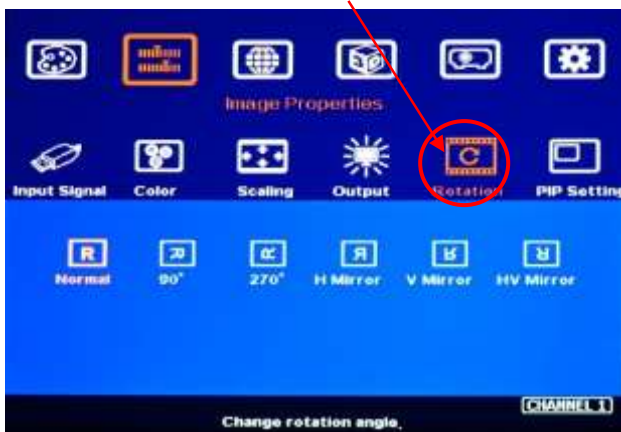 Image Properties
Input Signal Color Scaling Output Rotation PIP Setting
R
Normal 90° 270° H Mirror V Mirror HV Mirror
CHANNEL 1
Change rotation angle.